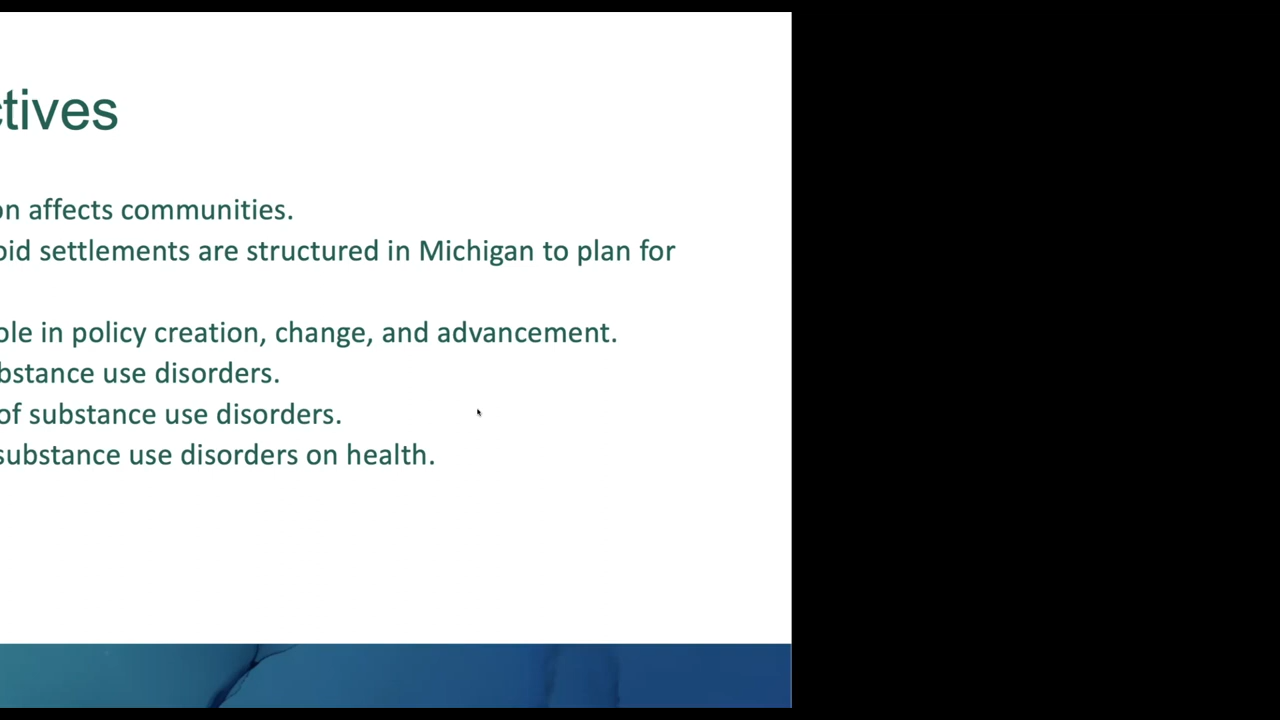 ctives
on affects communities.
oid settlements are structured in Michigan to plan for
ole in policy creation, change, and advancement.
bstance use disorders.
of substance use disorders.
substance use disorders on health.